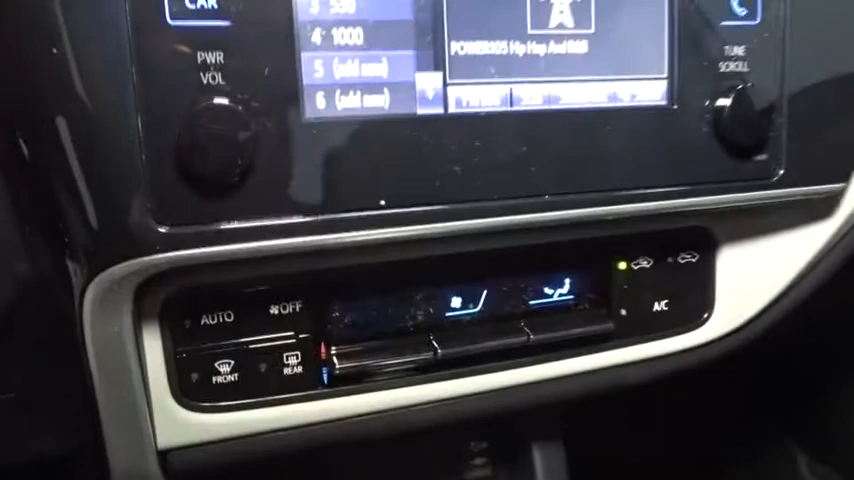 CAR
3 530
4 1000
5 (add new)
6 (add new)
POWER105 Hip Hop And R&B
PWR
VOL
TUNE
SCROLL
AUTO
OFF
FRONT
REAR
A/C